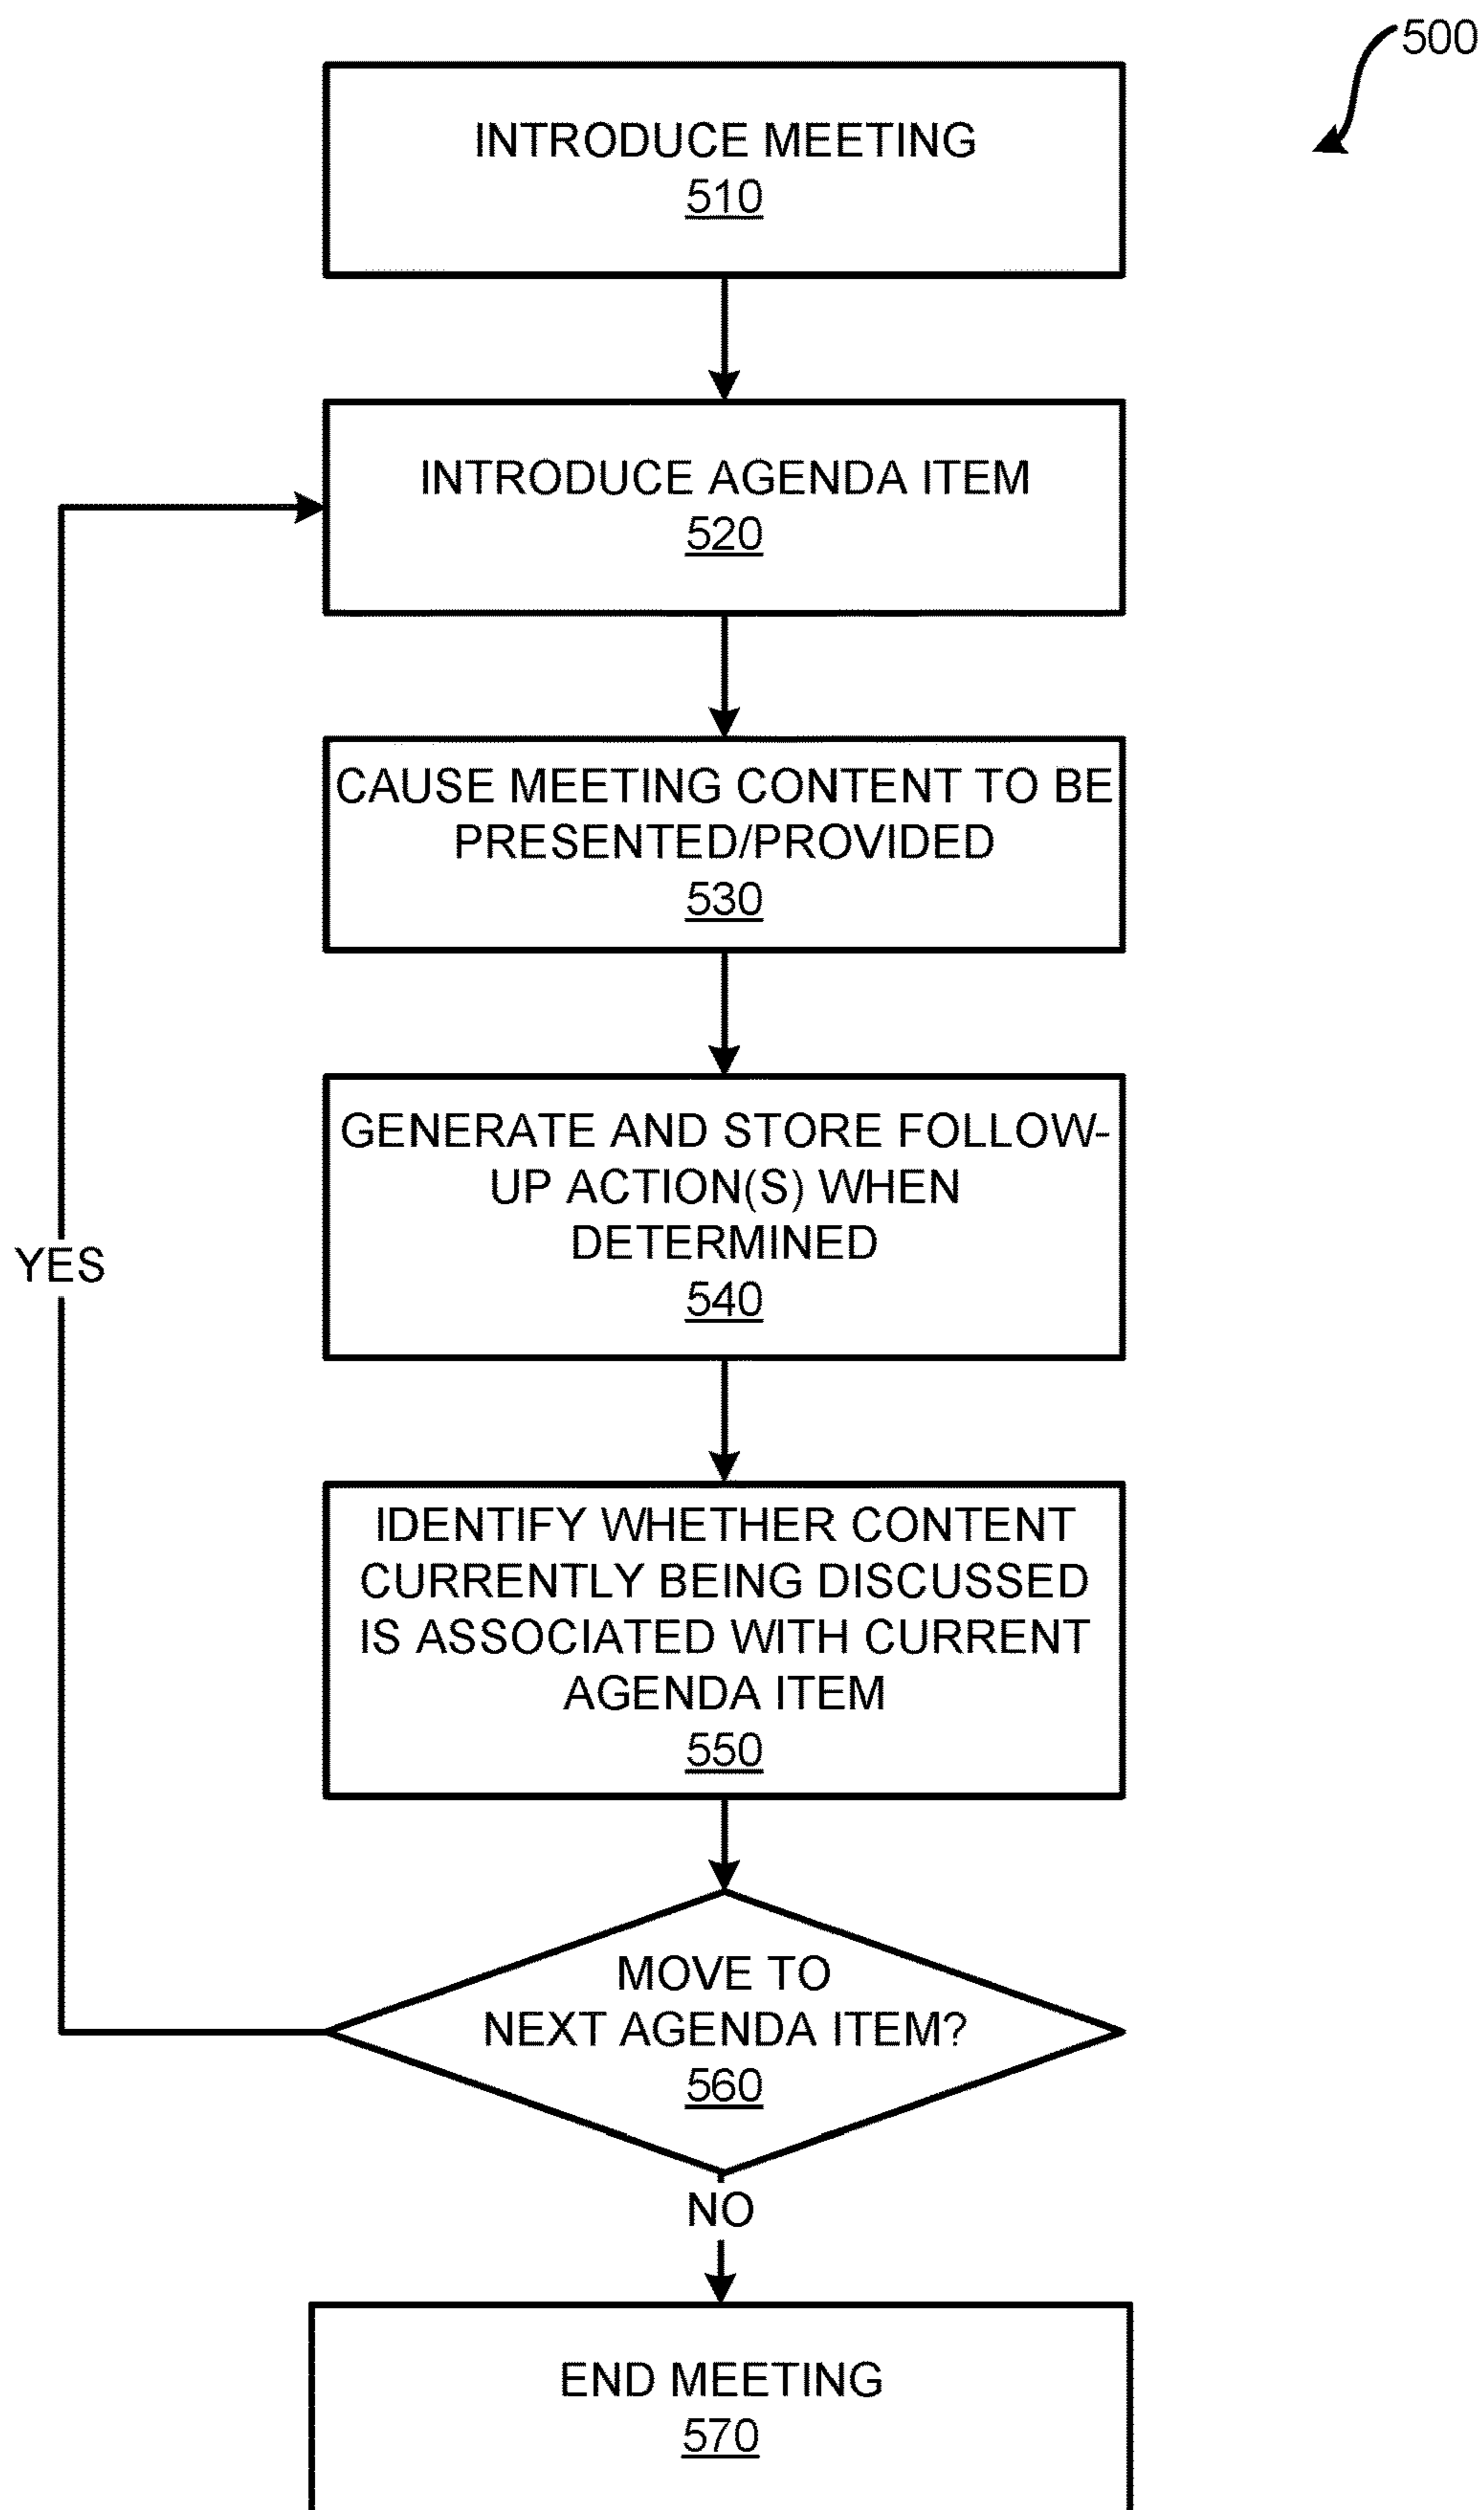 500
INTRODUCE MEETING
510
INTRODUCE AGENDA ITEM
520
CAUSE MEETING CONTENT TO BE
PRESENTED/PROVIDED
530
GENERATE AND STORE FOLLOW-
UP ACTION(S) WHEN
DETERMINED
540
YES
IDENTIFY WHETHER CONTENT
CURRENTLY BEING DISCUSSED
IS ASSOCIATED WITH CURRENT
AGENDA ITEM
550
MOVE TO
NEXT AGENDA ITEM?
560
NO
END MEETING
570